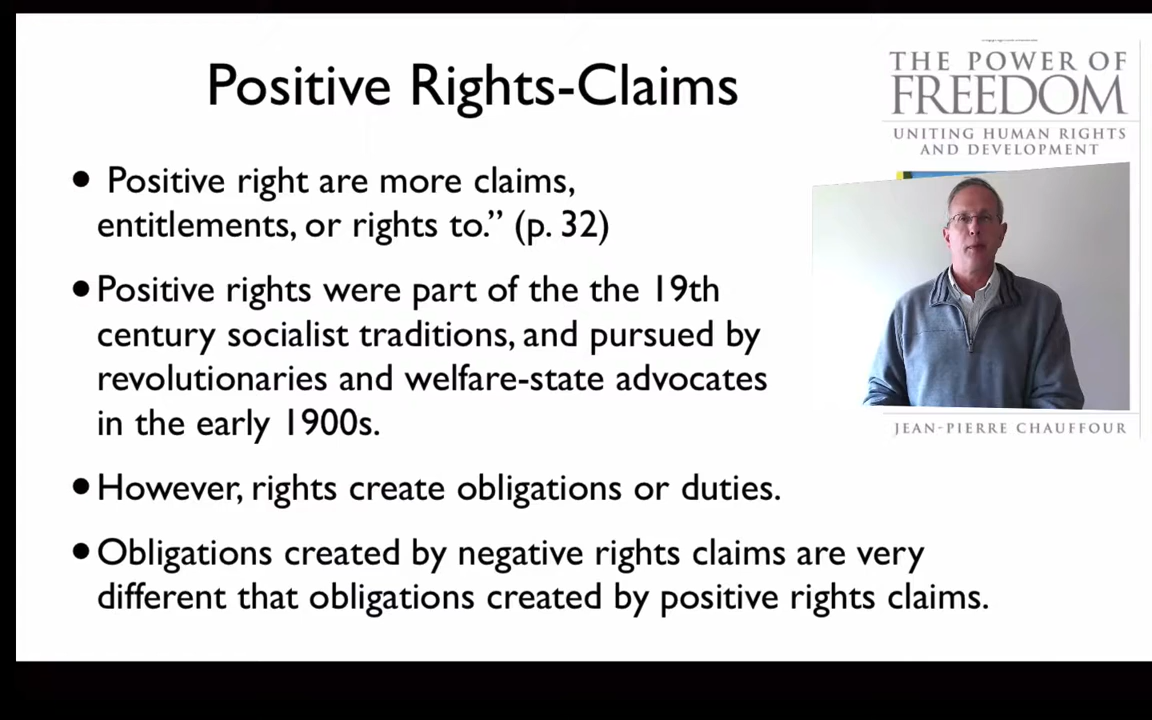 Positive Rights-Claims
• Positive right are more claims,
entitlements, or rights to.” (p. 32)
• Positive rights were part of the the 19th
century socialist traditions, and pursued by
revolutionaries and welfare-state advocates
in the early 1900s.
• However, rights create obligations or duties.
• Obligations created by negative rights claims are very
different that obligations created by positive rights claims.
THE POWER OF
FREEDOM
UNITING HUMAN RIGHTS
AND DEVELOPMENT
JEAN-PIERRE CHAUFFOUR